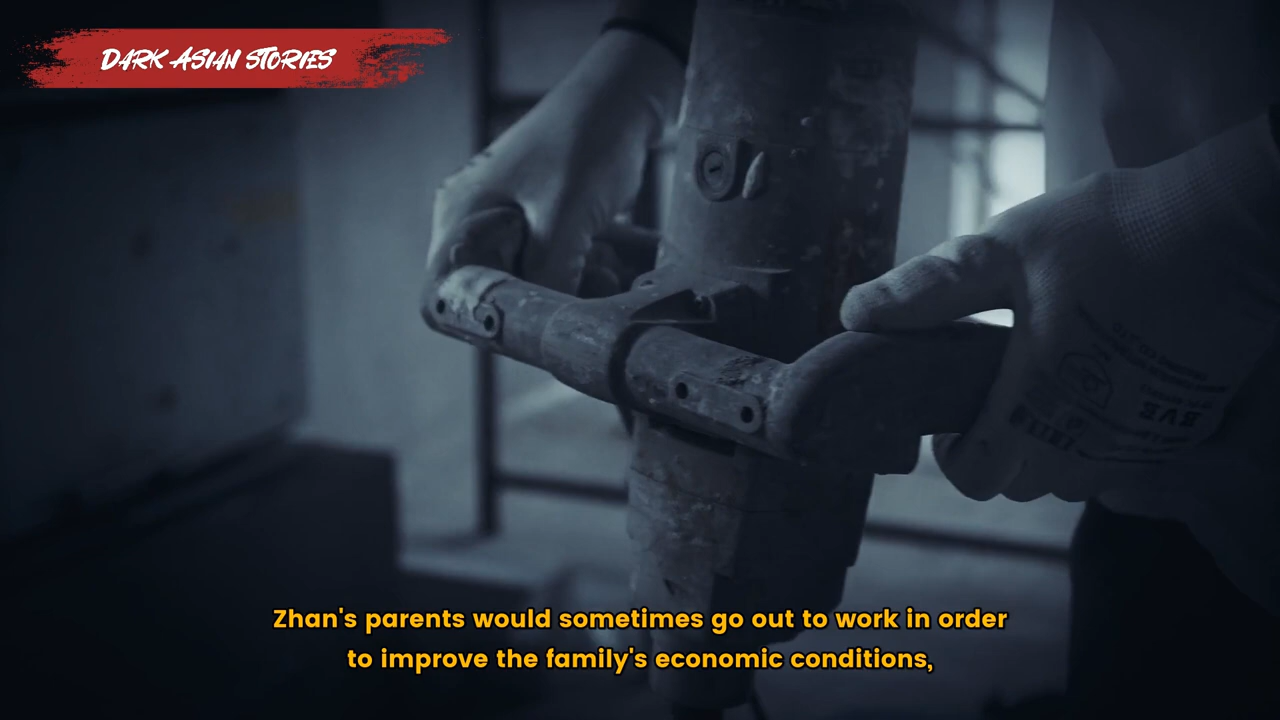 DARK ASIAN STORIES
Zhan's parents would sometimes go out to work in order
to improve the family's economic conditions,